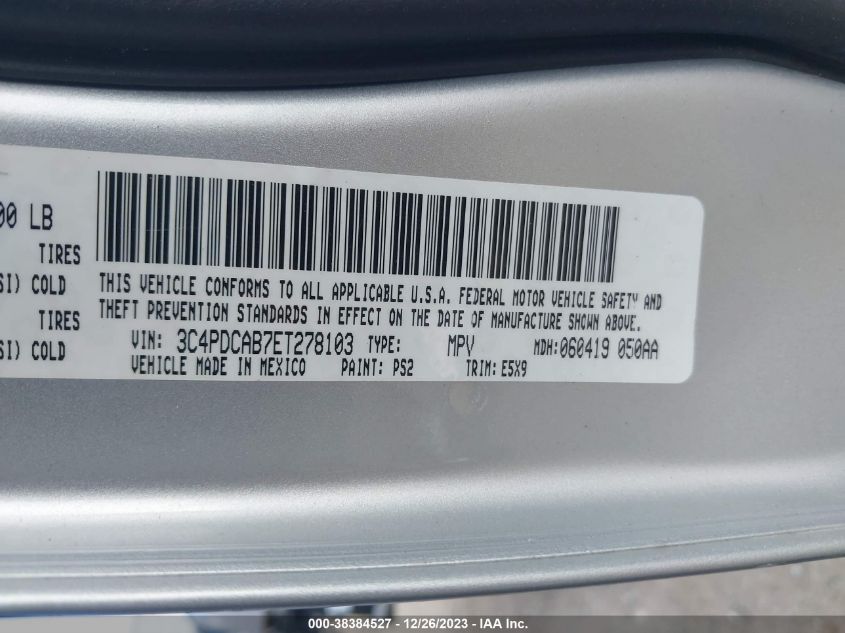 00 LB
TIRES
SI) COLD
TIRES
SI) COLD
THIS VEHICLE CONFORMS TO ALL APPLICABLE U.S.A. FEDERAL MOTOR VEHICLE SAFETY AND
THEFT PREVENTION STANDARDS IN EFFECT ON THE DATE OF MANUFACTURE SHOWN ABOVE.
VIN: 3C4PDCAB7ET278103 TYPE: MPV MDH:060419 050AA
VEHICLE MADE IN MEXICO PAINT: PS2 TRIM: E5X9
000-38384527 - 12/26/2023 - IAA Inc.